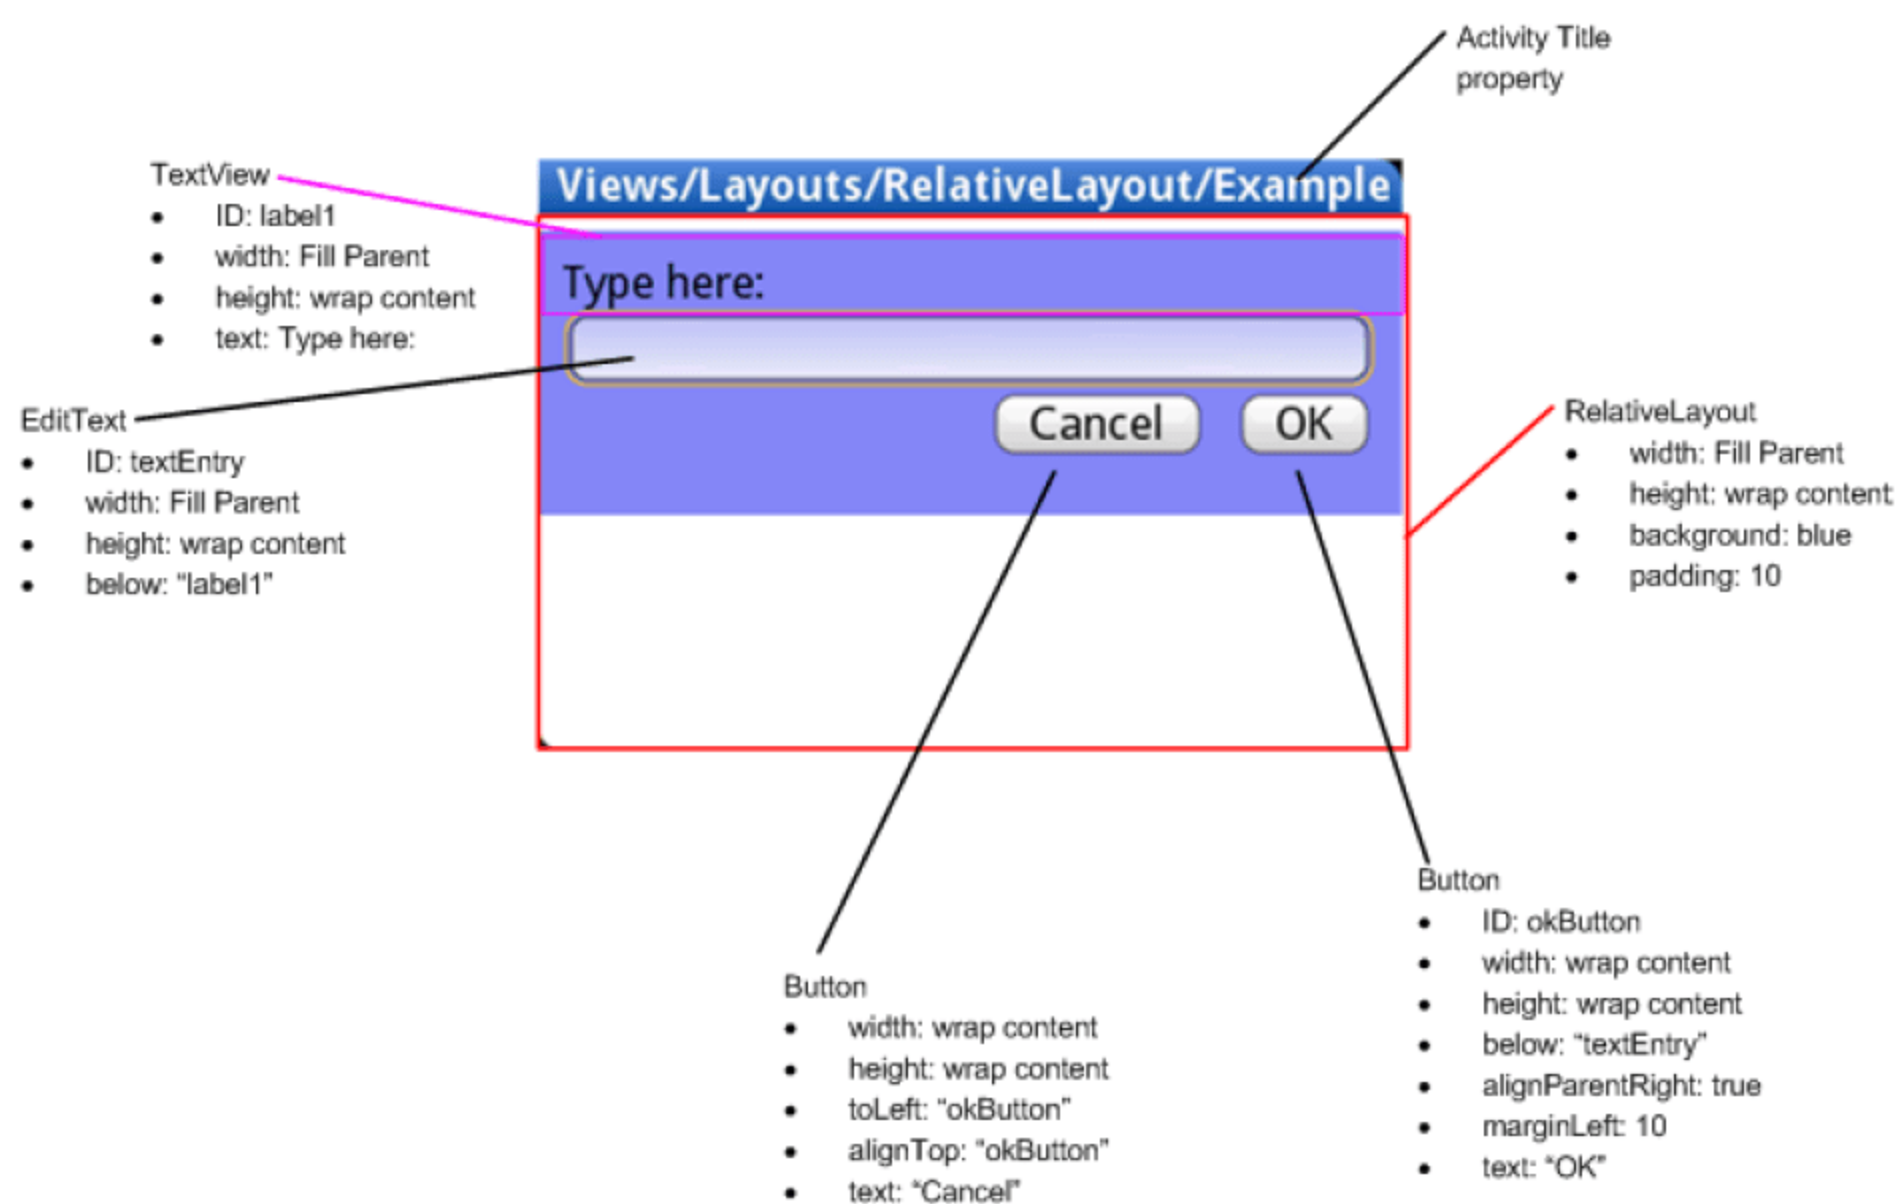 Activity Title
property
Views/Layouts/RelativeLayout/Example
TextView
• ID: label1
• width: Fill Parent
• height: wrap content
• text: Type here:
Type here:
Cancel
OK
EditText
• ID: textEntry
• width: Fill Parent
• height: wrap content
• below: “label1”
RelativeLayout
• width: Fill Parent
• height: wrap content
• background: blue
• padding: 10
Button
• width: wrap content
• height: wrap content
• toLeft: “okButton”
• alignTop: “okButton”
• text: “Cancel”
Button
• ID: okButton
• width: wrap content
• height: wrap content
• below: “textEntry”
• alignParentRight: true
• marginLeft: 10
• text: “OK”